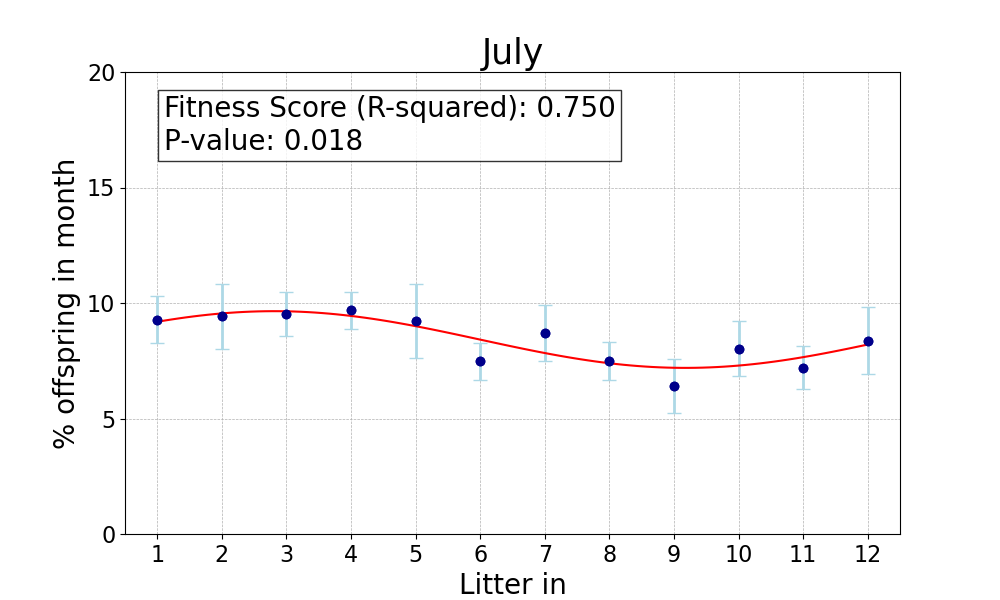 July
20
Fitness Score (R-squared): 0.750
P-value: 0.018
15
10
5
0
% offspring in month
1 2 3 4 5 6 7 8 9 10 11 12
Litter in